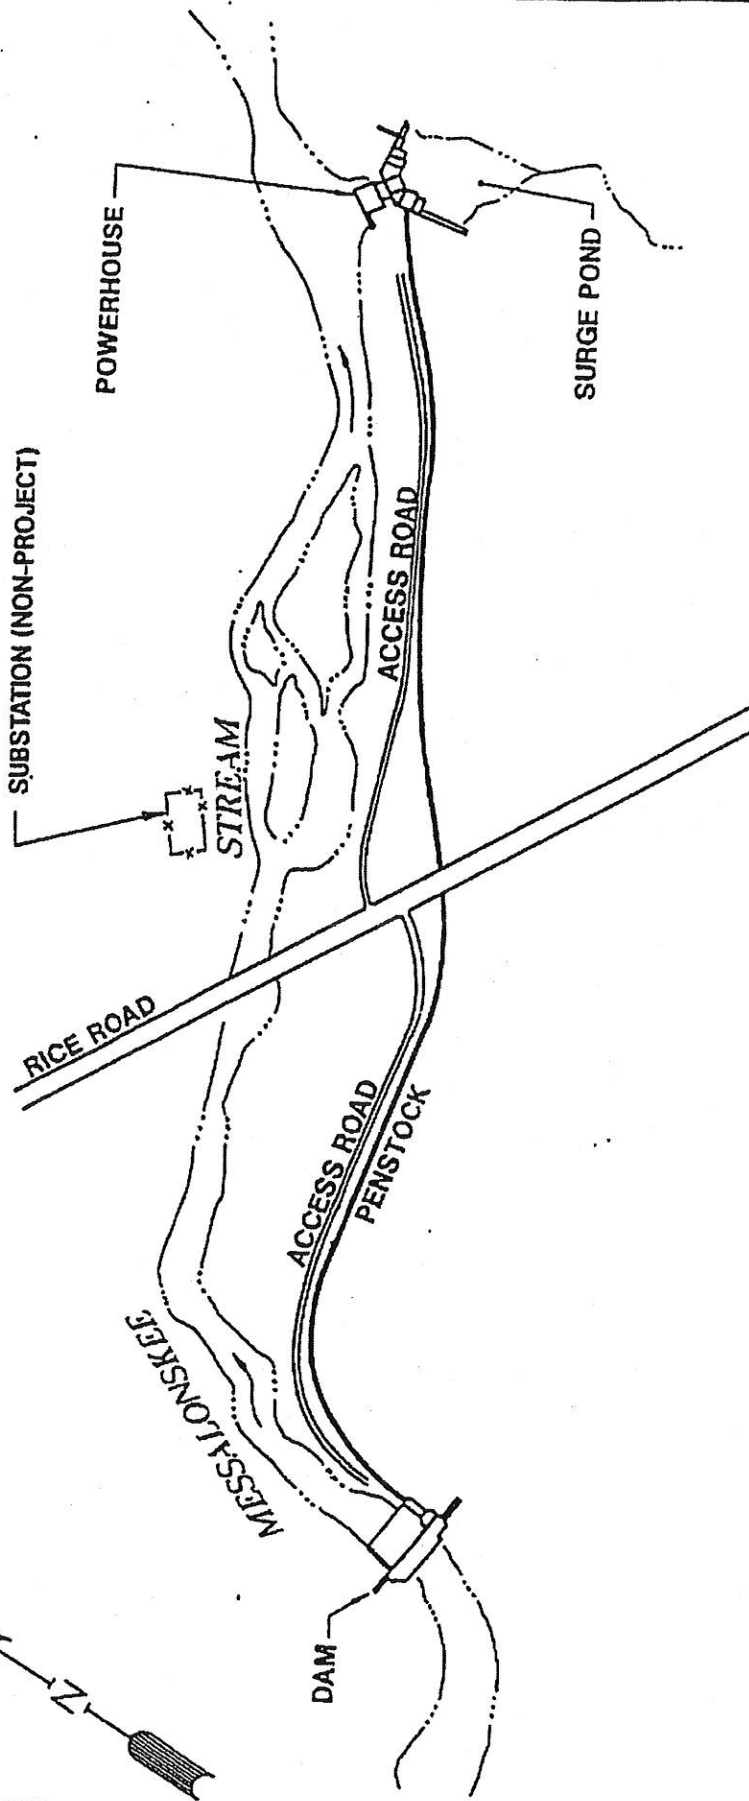 SUBSTATION (NON-PROJECT)
POWERHOUSE
STREAM
RICE ROAD
ACCESS ROAD
SURGE POND
MESSALONSKEE
ACCESS ROAD
PENSTOCK
DAM
N